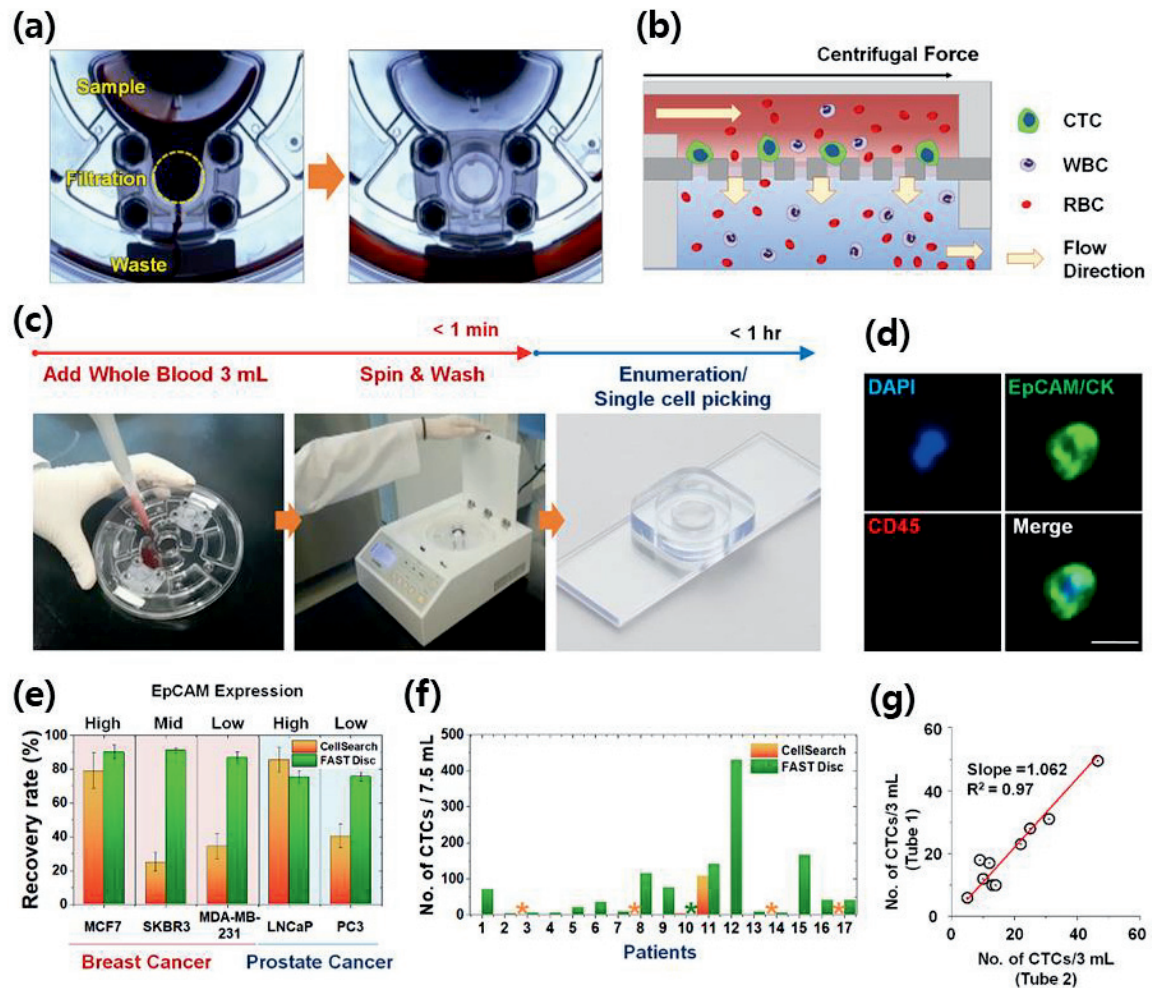 (a)
Sample
Filtration
Waste
(b)
Centrifugal Force
CTC
WBC
RBC
Flow
Direction
(c)
< 1 min
< 1 hr
Add Whole Blood 3 mL
Spin & Wash
Enumeration/
Single cell picking
(d)
DAPI
EpCAM/CK
CD45
Merge
(e)
EpCAM Expression
High
Mid
Low
High
Low
CellSearch
FAST Disc
Recovery rate (%)
100
80
60
40
20
0
MCF7
SKBR3
MDA-MB-
231
LNCaP
PC3
Breast Cancer
Prostate Cancer
(f)
CellSearch
FAST Disc
No. of CTCs / 7.5 mL
500
400
300
200
100
0
*
*
*
*
*
1 2 3 4 5 6 7 8 9 10 11 12 13 14 15 16 17
Patients
(g)
Slope =1.062
R² = 0.97
No. of CTCs/3 mL
(Tube 1)
60
40
20
0
0 20 40 60
No. of CTCs/3 mL
(Tube 2)